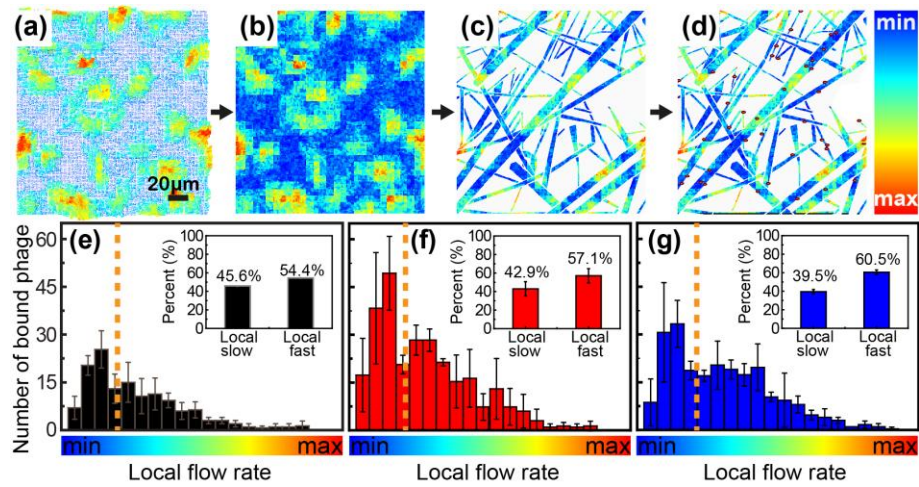 (a)
(b)
(c)
(d)
min
max
20μm
Number of bound phage
60
45
30
15
0
(e)
Percent (%)
100
80
60
40
20
0
45.6%
54.4%
Local slow
Local fast
min
max
Local flow rate
(f)
Percent (%)
100
80
60
40
20
0
42.9%
57.1%
Local slow
Local fast
min
max
Local flow rate
(g)
Percent (%)
100
80
60
40
20
0
39.5%
60.5%
Local slow
Local fast
min
max
Local flow rate